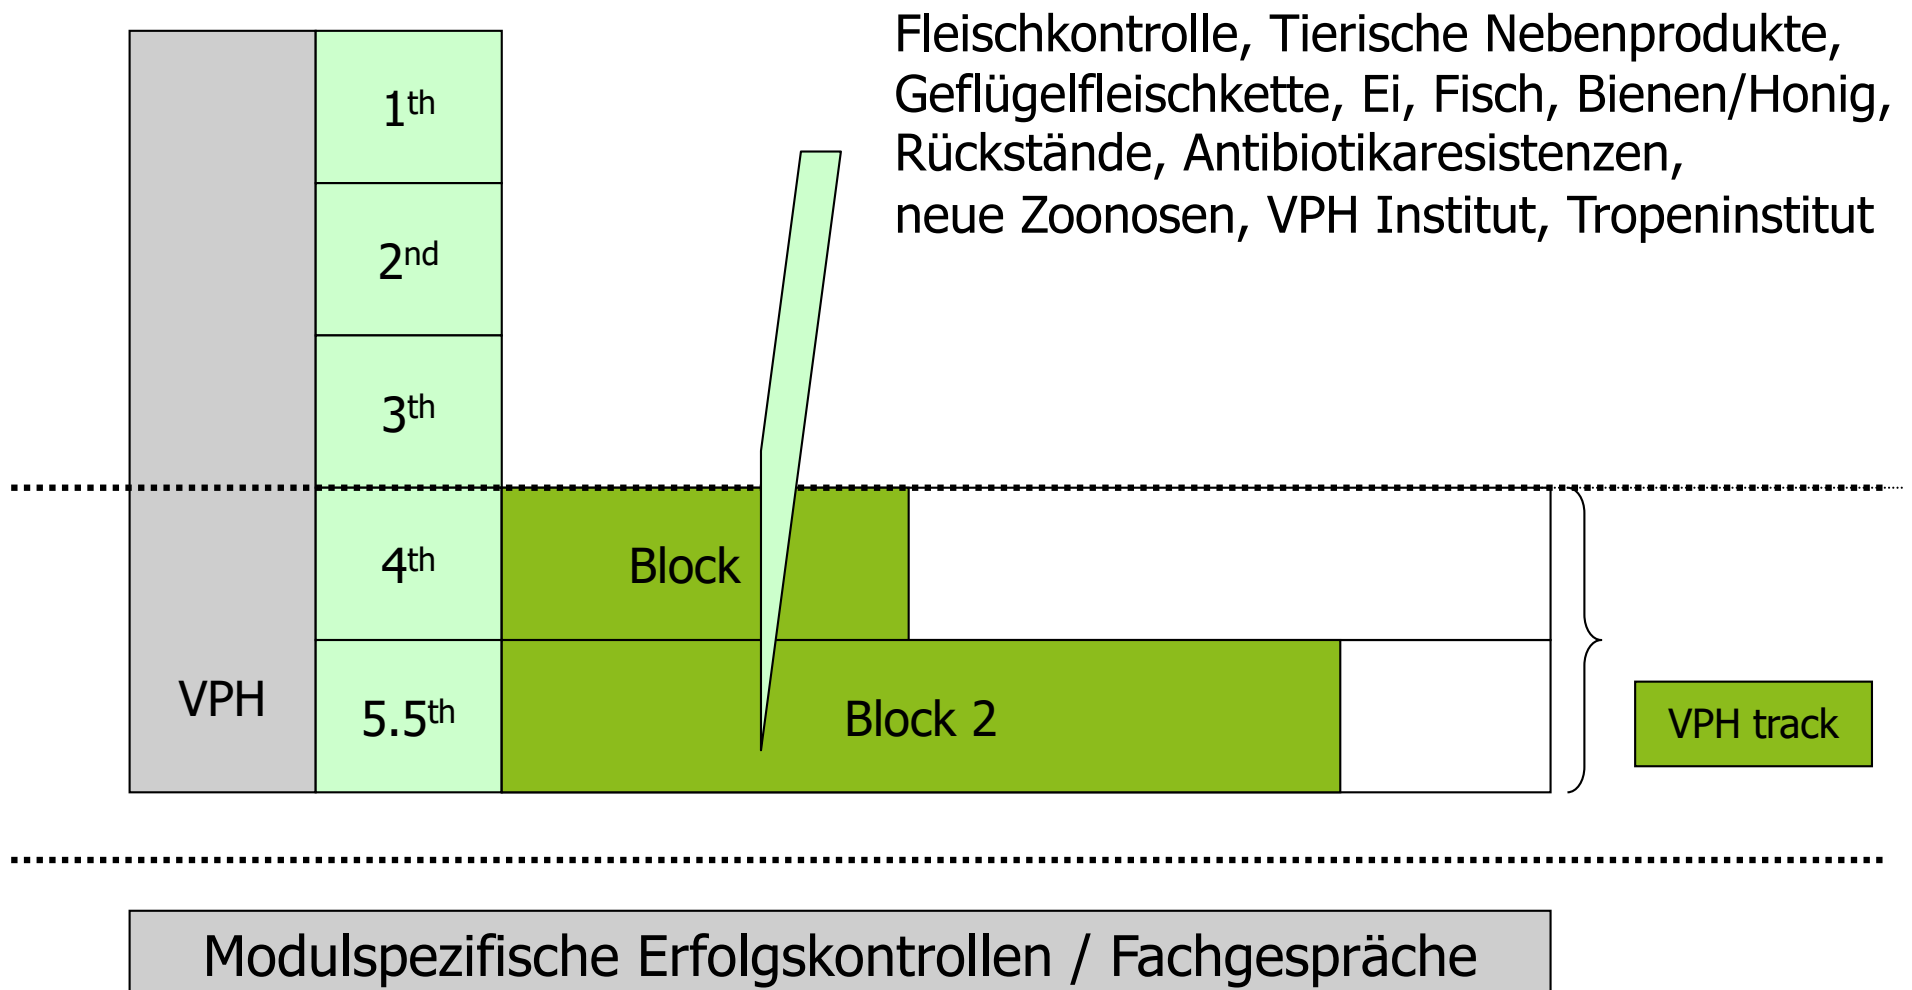 Fleischkontrolle, Tierische Nebenprodukte,
Geflügelfleischkette, Ei, Fisch, Bienen/Honig,
Rückstände, Antibiotikaresistenzen,
neue Zoonosen, VPH Institut, Tropeninstitut
1th
2nd
3th
4th
Block
VPH
5.5th
Block 2
VPH track
Modulspezifische Erfolgskontrollen / Fachgespräche